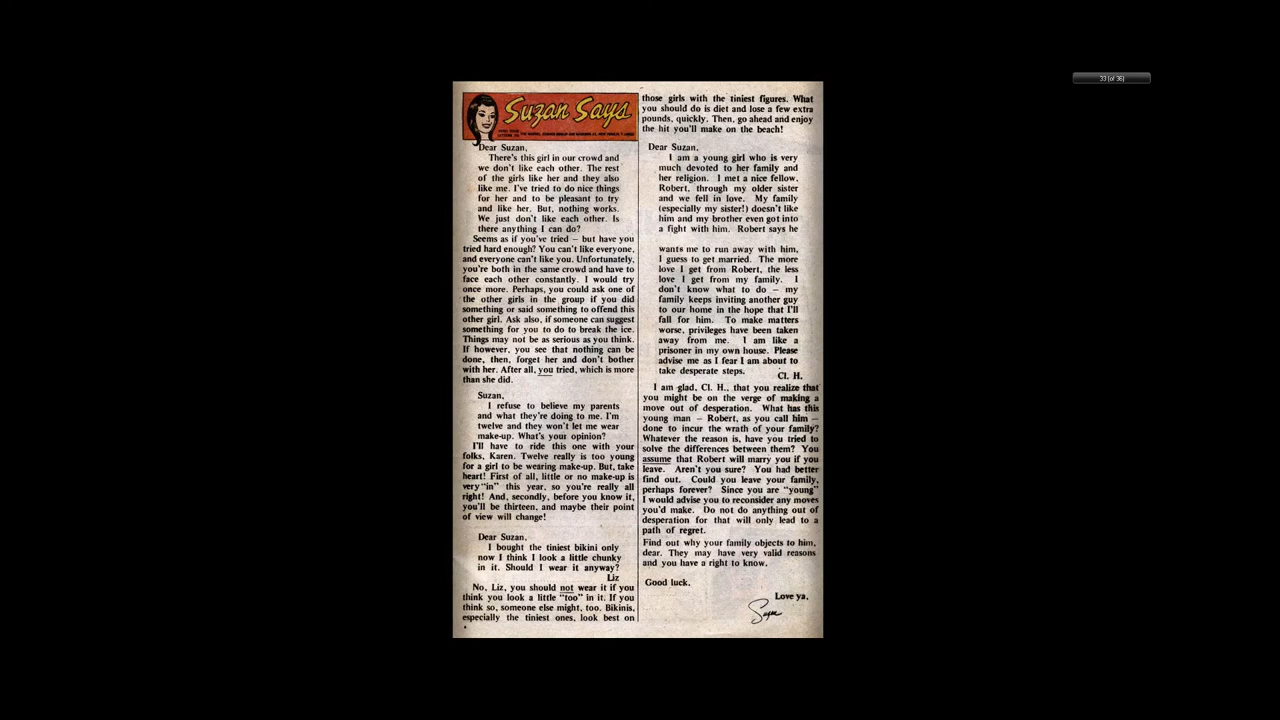 33 (of 36)
Suzan Says
Dear Suzan,
There's this girl in our crowd and
we don't like each other. The rest
of the girls like her and they also
like me. I've tried to do nice things
for her and to be pleasant to try
and like her. But, nothing works.
We just don't like each other. Is
there anything I can do?
Seems as if you've tried — but have you
tried hard enough? You can't like everyone,
and everyone can't like you. Unfortunately,
you're both in the same crowd and have to
face each other constantly. I would try
once more. Perhaps, you could ask one of
the other girls in the group if you did
something or said something to offend this
other girl. Ask also, if someone can suggest
something for you to do to break the ice.
Things may not be as serious as you think.
If however, you see that nothing can be
done, then, forget her and don't bother
with her. After all, you tried, which is more
than she did.
Suzan,
I refuse to believe my parents
and what they're doing to me. I'm
twelve and they won't let me wear
make-up. What's your opinion?
I'll have to ride this one with your
folks, Karen. Twelve really is too young
for a girl to be wearing make-up. But, take
heart! First of all, little or no make-up is
very "in" this year, so you're really all
right! And, secondly, before you know it,
you'll be thirteen, and maybe their point
of view will change!
Dear Suzan,
I bought the tiniest bikini only
now I think I look a little chunky
in it. Should I wear it anyway?
Liz
No, Liz, you should not wear it if you
think you look a little "too" in it. If you
think so, someone else might, too. Bikinis,
especially the tiniest ones, look best on
those girls with the tiniest figures. What
you should do is diet and lose a few extra
pounds, quickly. Then, go ahead and enjoy
the hit you'll make on the beach!
Dear Suzan,
I am a young girl who is very
much devoted to her family and
her religion. I met a nice fellow,
Robert, through my older sister
and we fell in love. My family
(especially my sister!) doesn't like
him and my brother even got into
a fight with him. Robert says he
wants me to run away with him,
I guess to get married. The more
love I get from Robert, the less
love I get from my family. I
don't know what to do — my
family keeps inviting another guy
to our home in the hope that I'll
fall for him. To make matters
worse, privileges have been taken
away from me. I am like a
prisoner in my own house. Please
advise me as I fear I am about to
take desperate steps.
Cl. H.
I am glad, Cl. H., that you realize that
you might be on the verge of making a
move out of desperation. What has this
young man — Robert, as you call him —
done to incur the wrath of your family?
Whatever the reason is, have you tried to
solve the differences between them? You
assume that Robert will marry you if you
leave. Aren't you sure? You had better
find out. Could you leave your family,
perhaps forever? Since you are "young"
I would advise you to reconsider any moves
you'd make. Do not do anything out of
desperation for that will only lead to a
path of regret.
Find out why your family objects to him,
dear. They may have very valid reasons
and you have a right to know.
Good luck.
Love ya,
Suzan